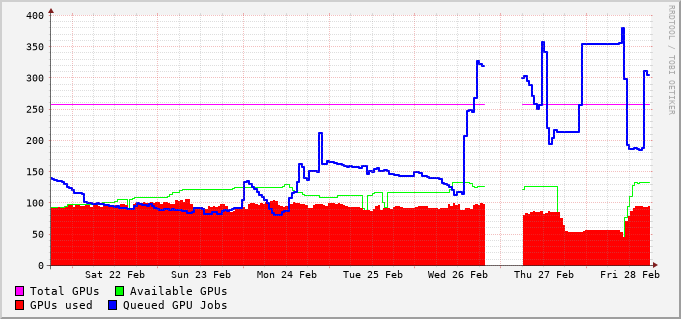 400
350
300
250
200
150
100
50
0
Sat 22 Feb Sun 23 Feb Mon 24 Feb Tue 25 Feb Wed 26 Feb Thu 27 Feb Fri 28 Feb
Total GPUs Available GPUs
GPUs used Queued GPU Jobs
RRDTOOL / TOBI OETIKER